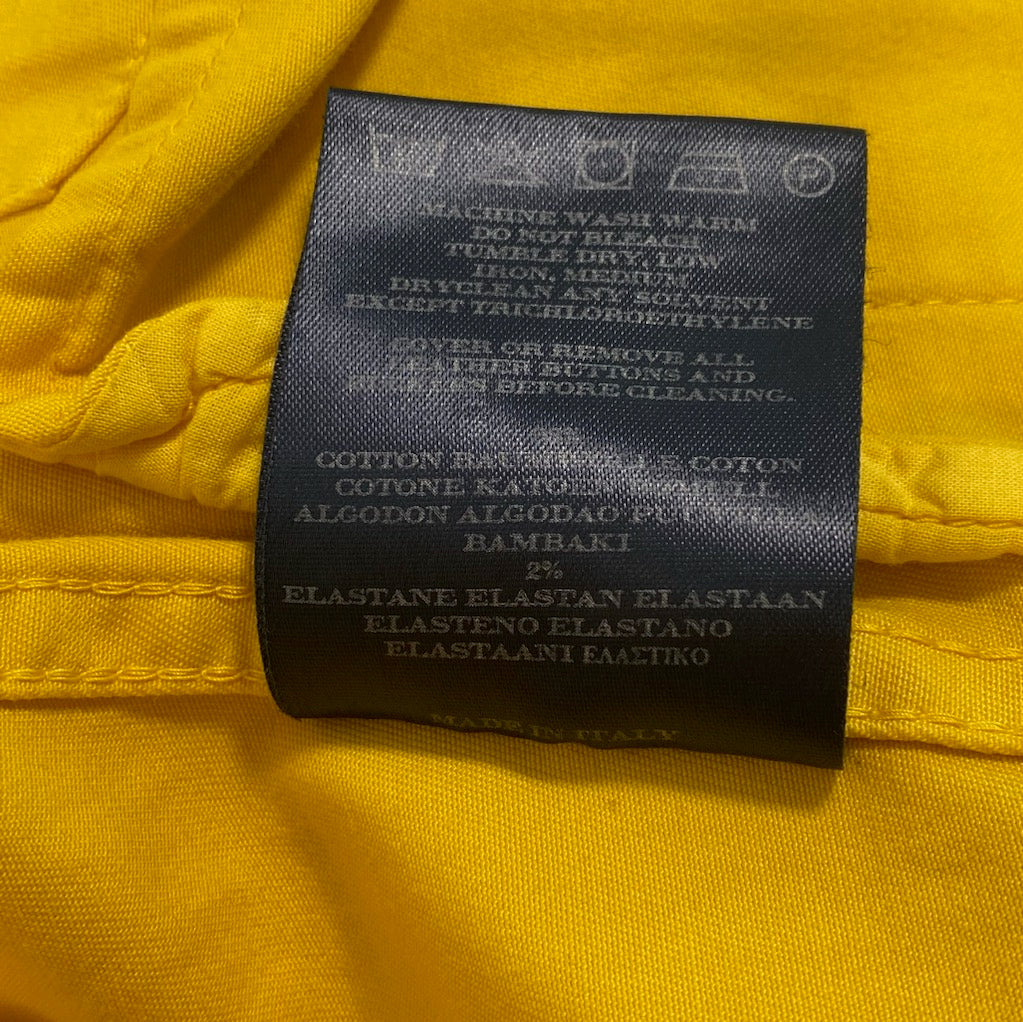 P
MACHINE WASH WARM
DO NOT BLEACH
TUMBLE DRY, LOW
IRON, MEDIUM
DRYCLEAN ANY SOLVENT
EXCEPT TRICHLOROETHYLENE
COVER OR REMOVE ALL
BUTTONS AND
BEFORE CLEANING.
COTTON COTON
COTONE
ALGODON ALGODAO
BAMBAKI
2%
ELASTANE ELASTAN ELASTAAN
ELASTENO ELASTANO
ELASTAANI ΕΛΑΣΤΙΚΟ
MADE IN ITALY